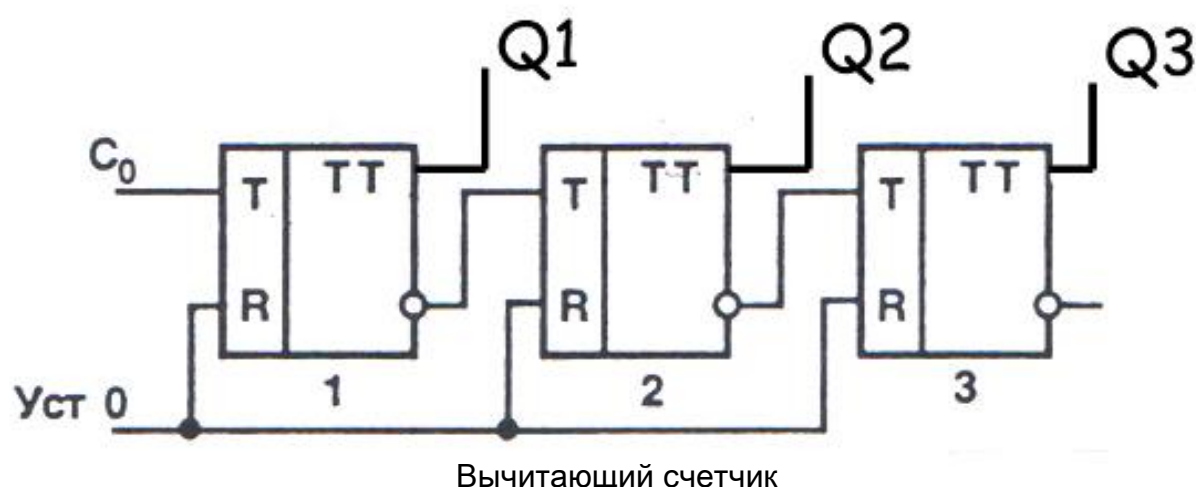 Q1 Q2 Q3
C₀
T TT T TT T TT
R R R
1 2 3
Уст 0
Вычитающий счетчик